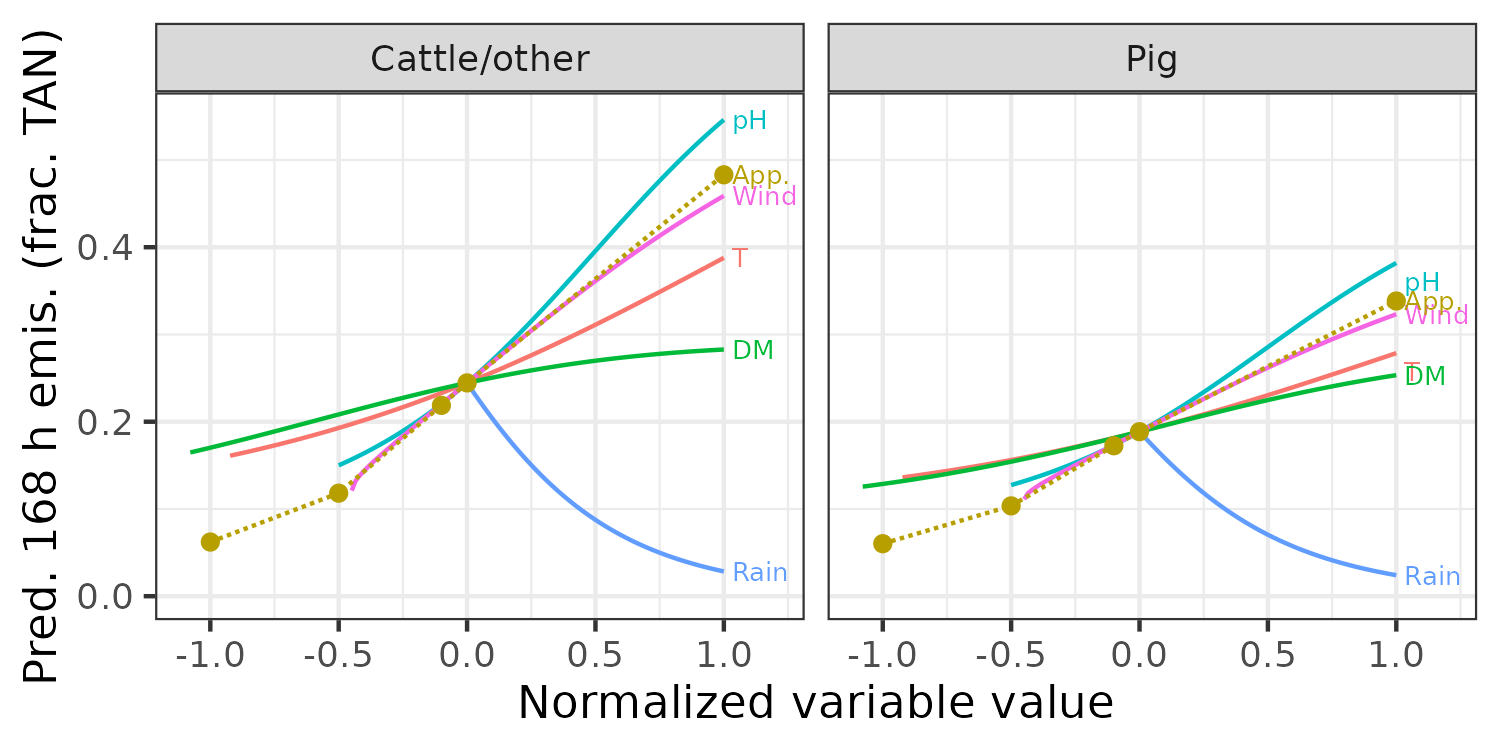 Cattle/other
Pig
Pred. 168 h emis. (frac. TAN)
0.4
0.2
0.0
pH
App.
Wind
T
DM
Rain
pH
App.
Wind
T
DM
Rain
-1.0 -0.5 0.0 0.5 1.0
-1.0 -0.5 0.0 0.5 1.0
Normalized variable value